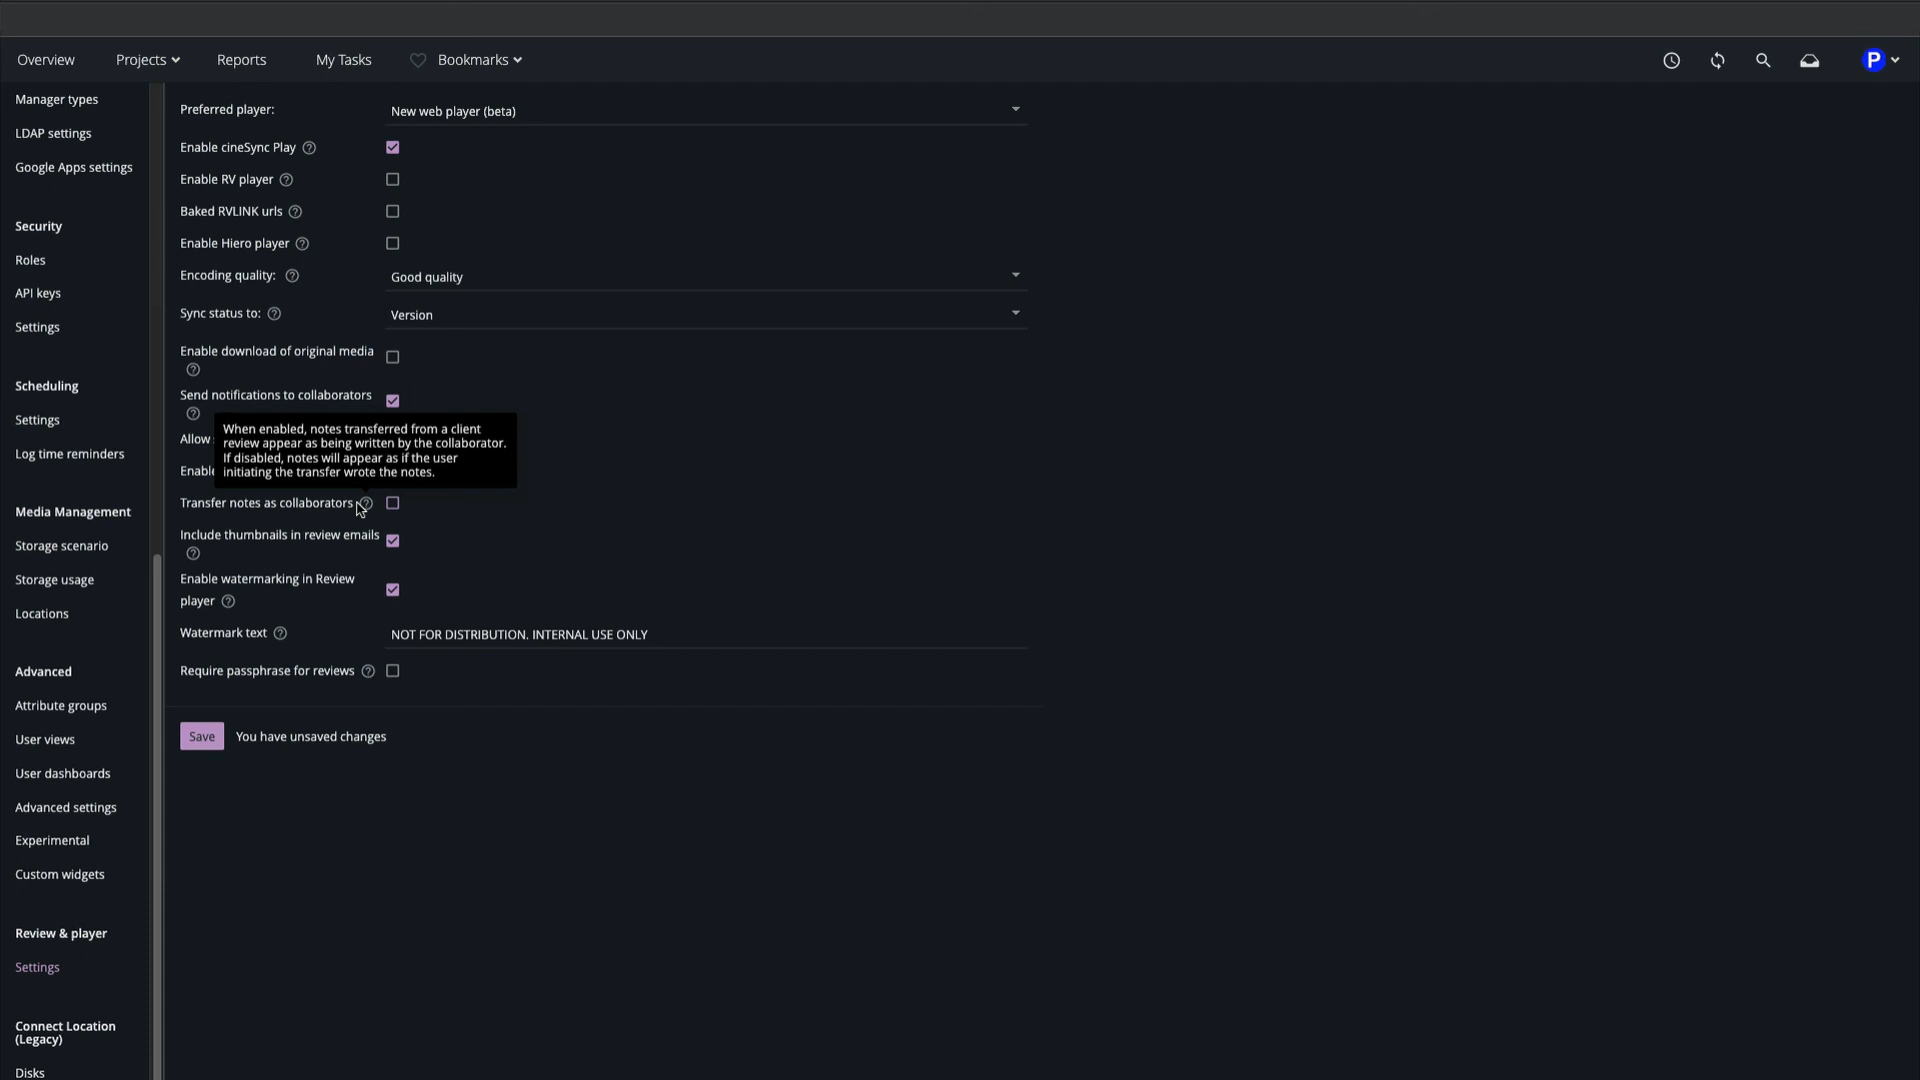 Overview
Projects
Reports
My Tasks
Bookmarks
P
Manager types
LDAP settings
Google Apps settings
Security
Roles
API keys
Settings
Scheduling
Settings
Log time reminders
Media Management
Storage scenario
Storage usage
Locations
Advanced
Attribute groups
User views
User dashboards
Advanced settings
Experimental
Custom widgets
Review & player
Settings
Connect Location
(Legacy)
Disks
Preferred player:
New web player (beta)
Enable cineSync Play
Enable RV player
Baked RVLINK urls
Enable Hiero player
Encoding quality:
Good quality
Sync status to:
Version
Enable download of original media
Send notifications to collaborators
Allow
Enable
When enabled, notes transferred from a client
review appear as being written by the collaborator.
If disabled, notes will appear as if the user
initiating the transfer wrote the notes.
Transfer notes as collaborators
Include thumbnails in review emails
Enable watermarking in Review
player
Watermark text
NOT FOR DISTRIBUTION. INTERNAL USE ONLY
Require passphrase for reviews
Save
You have unsaved changes